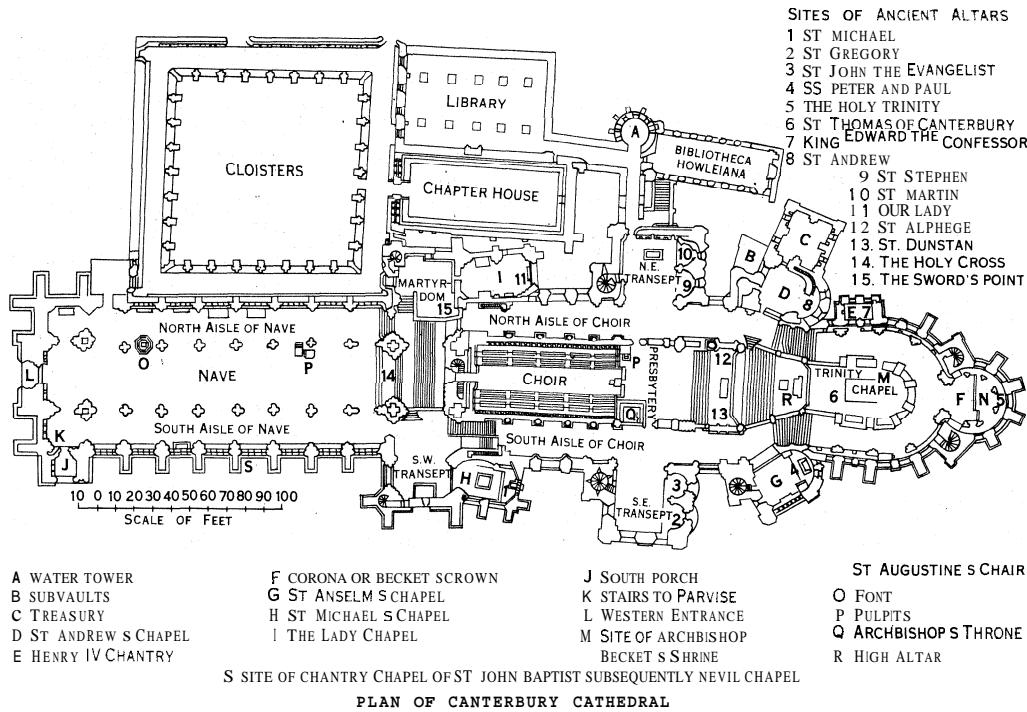 SITES OF ANCIENT ALTARS
1 ST MICHAEL
2 ST GREGORY
3 ST JOHN THE EVANGELIST
4 SS PETER AND PAUL
5 THE HOLY TRINITY
6 ST THOMAS OF CANTERBURY
7 KING EDWARD THE CONFESSOR
8 ST ANDREW
9 ST STEPHEN
10 ST MARTIN
11 OUR LADY
12 ST ALPHEGE
13. ST. DUNSTAN
14. THE HOLY CROSS
15. THE SWORD'S POINT
LIBRARY
A
BIBLIOTHECA
HOWLEIANA
CLOISTERS
CHAPTER HOUSE
C
B
D
8
N.E.
TRANSEPT
10
9
I
11
MARTYR-
DOM
15
E 7
NORTH AISLE OF NAVE
NORTH AISLE OF CHOIR
O
P
L
NAVE
14
CHOIR
P
PRESBYTERY
12
13
Q
R
TRINITY
CHAPEL
M
6
F
N
5
SOUTH AISLE OF NAVE
SOUTH AISLE OF CHOIR
K
J
S
S.W.
TRANSEPT
H
S.E.
TRANSEPT
3
2
G
4
10 0 10 20 30 40 50 60 70 80 90 100
SCALE OF FEET
A WATER TOWER
B SUBVAULTS
C TREASURY
D ST ANDREW S CHAPEL
E HENRY IV CHANTRY
F CORONA OR BECKET SCROWN
G ST ANSELM S CHAPEL
H ST MICHAEL S CHAPEL
I THE LADY CHAPEL
J SOUTH PORCH
K STAIRS TO PARVISE
L WESTERN ENTRANCE
M SITE OF ARCHBISHOP
BECKET S SHRINE
ST AUGUSTINE S CHAIR
O FONT
P PULPITS
Q ARCHBISHOP S THRONE
R HIGH ALTAR
S SITE OF CHANTRY CHAPEL OF ST JOHN BAPTIST SUBSEQUENTLY NEVIL CHAPEL
PLAN OF CANTERBURY CATHEDRAL